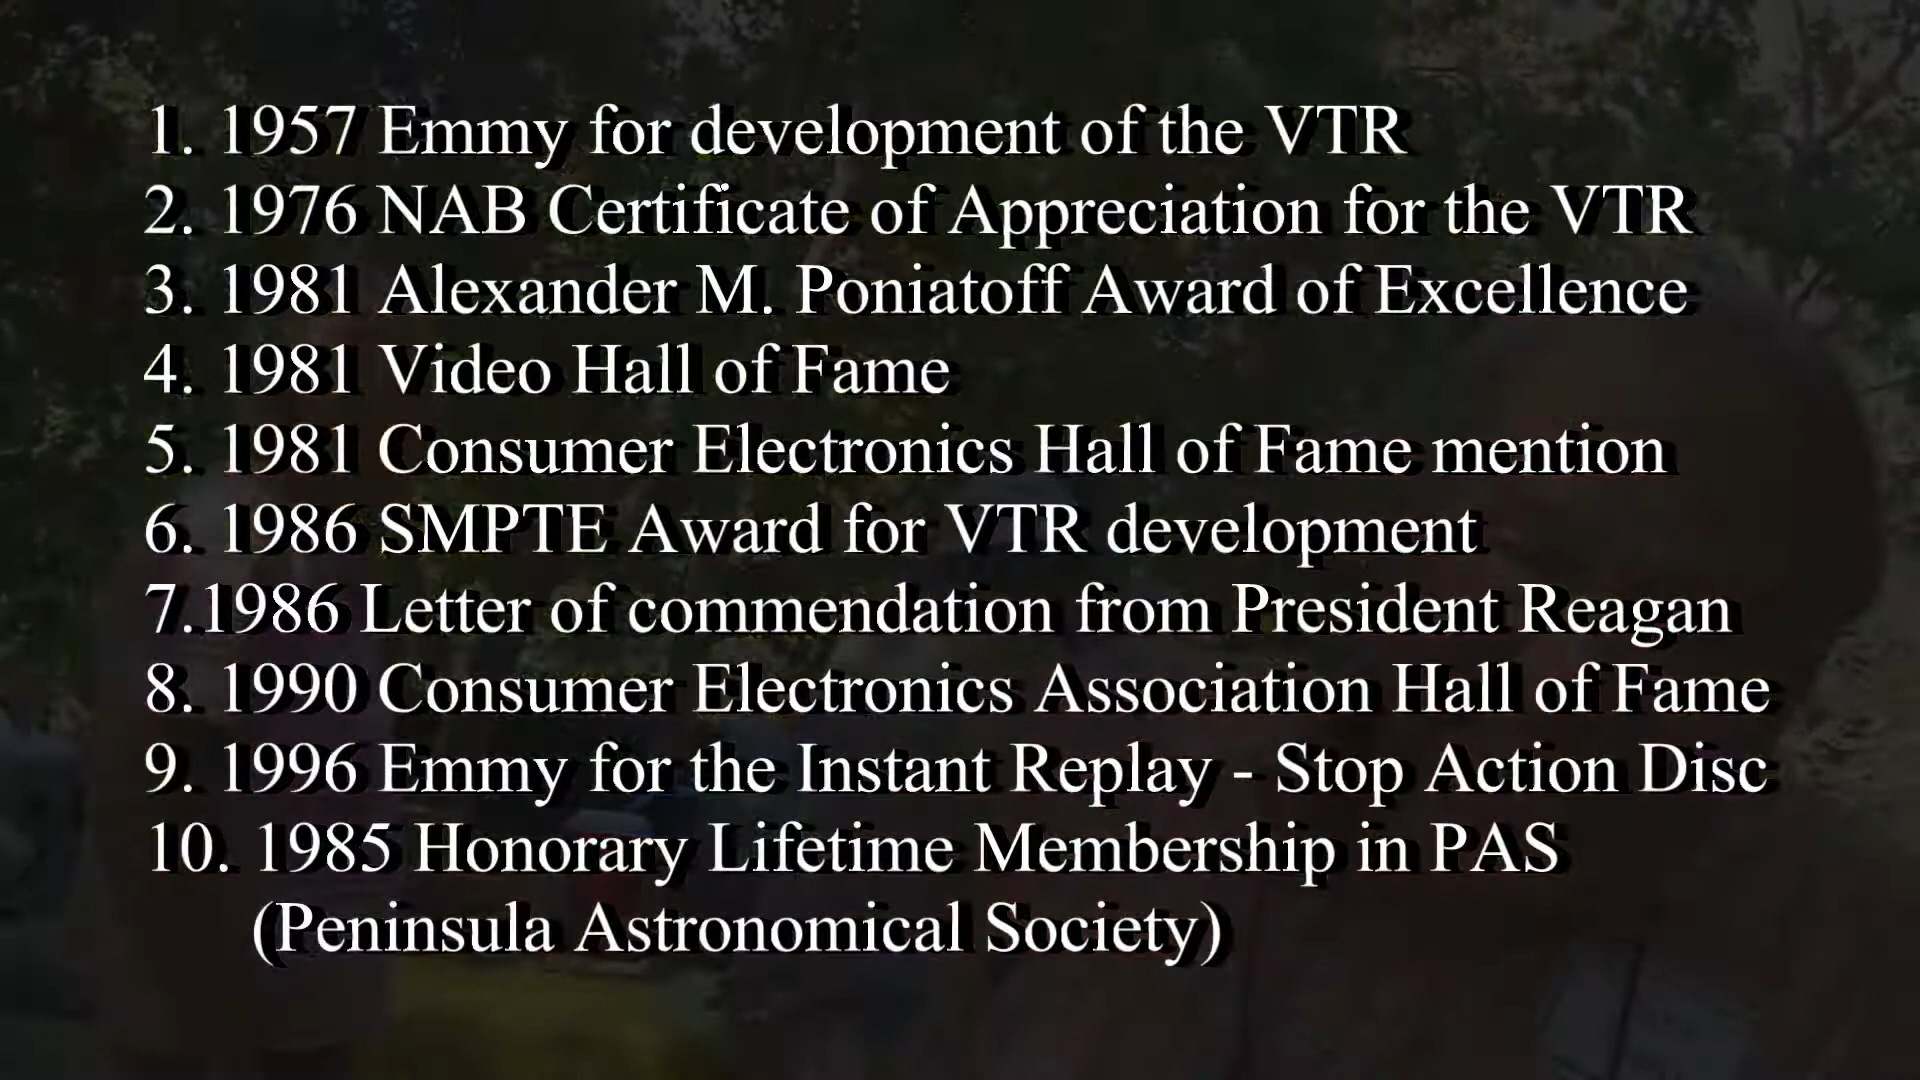 1. 1957 Emmy for development of the VTR
2. 1976 NAB Certificate of Appreciation for the VTR
3. 1981 Alexander M. Poniatoff Award of Excellence
4. 1981 Video Hall of Fame
5. 1981 Consumer Electronics Hall of Fame mention
6. 1986 SMPTE Award for VTR development
7.1986 Letter of commendation from President Reagan
8. 1990 Consumer Electronics Association Hall of Fame
9. 1996 Emmy for the Instant Replay - Stop Action Disc
10. 1985 Honorary Lifetime Membership in PAS
(Peninsula Astronomical Society)